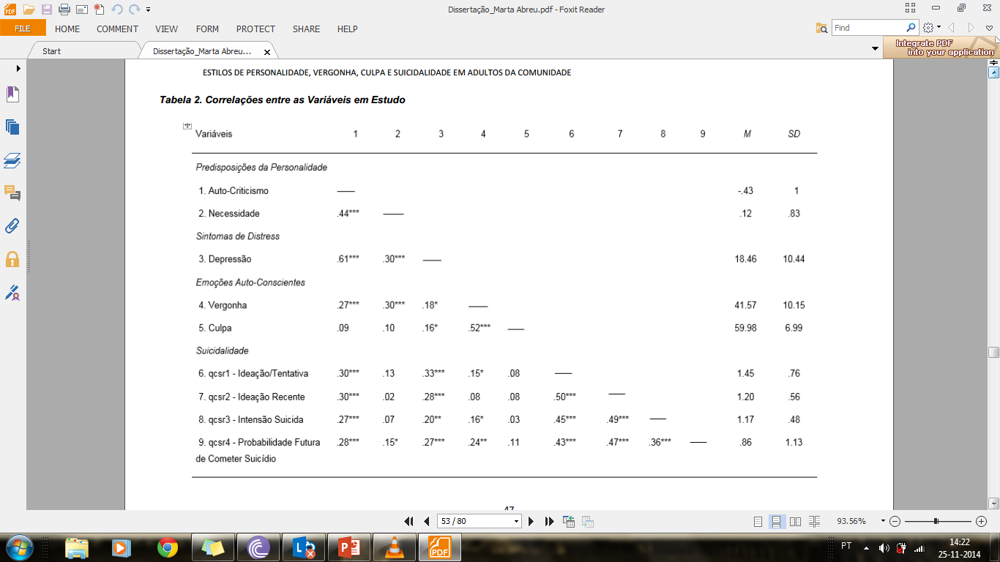 Dissertação_Marta Abreu.pdf - Foxit Reader
FILE HOME COMMENT VIEW FORM PROTECT SHARE HELP
Find
Start
Dissertação_Marta Abreu...
Integrate PDF
into your application
ESTILOS DE PERSONALIDADE, VERGONHA, CULPA E SUICIDALIDADE EM ADULTOS DA COMUNIDADE
Tabela 2. Correlações entre as Variáveis em Estudo
Variáveis 1 2 3 4 5 6 7 8 9 M SD
Predisposições da Personalidade
1. Auto-Criticismo —— -.43 1
2. Necessidade .44*** —— .12 .83
Sintomas de Distress
3. Depressão .61*** .30*** —— 18.46 10.44
Emoções Auto-Conscientes
4. Vergonha .27*** .30*** .18* —— 41.57 10.15
5. Culpa .09 .10 .16* .52*** —— 59.98 6.99
Suicidalidade
6. qcsr1 - Ideação/Tentativa .30*** .13 .33*** .15* .08 —— 1.45 .76
7. qcsr2 - Ideação Recente .30*** .02 .28*** .08 .08 .50*** —— 1.20 .56
8. qcsr3 - Intensão Suicida .27*** .07 .20** .16* .03 .45*** .49*** —— 1.17 .48
9. qcsr4 - Probabilidade Futura .28*** .15* .27*** .24** .11 .43*** .47*** .36*** —— .86 1.13
de Cometer Suicídio
47
53 / 80
93.56%
PDF
PT
14:22
25-11-2014